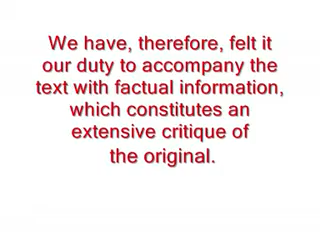 We have, therefore, felt it
our duty to accompany the
text with factual information,
which constitutes an
extensive critique of
the original.